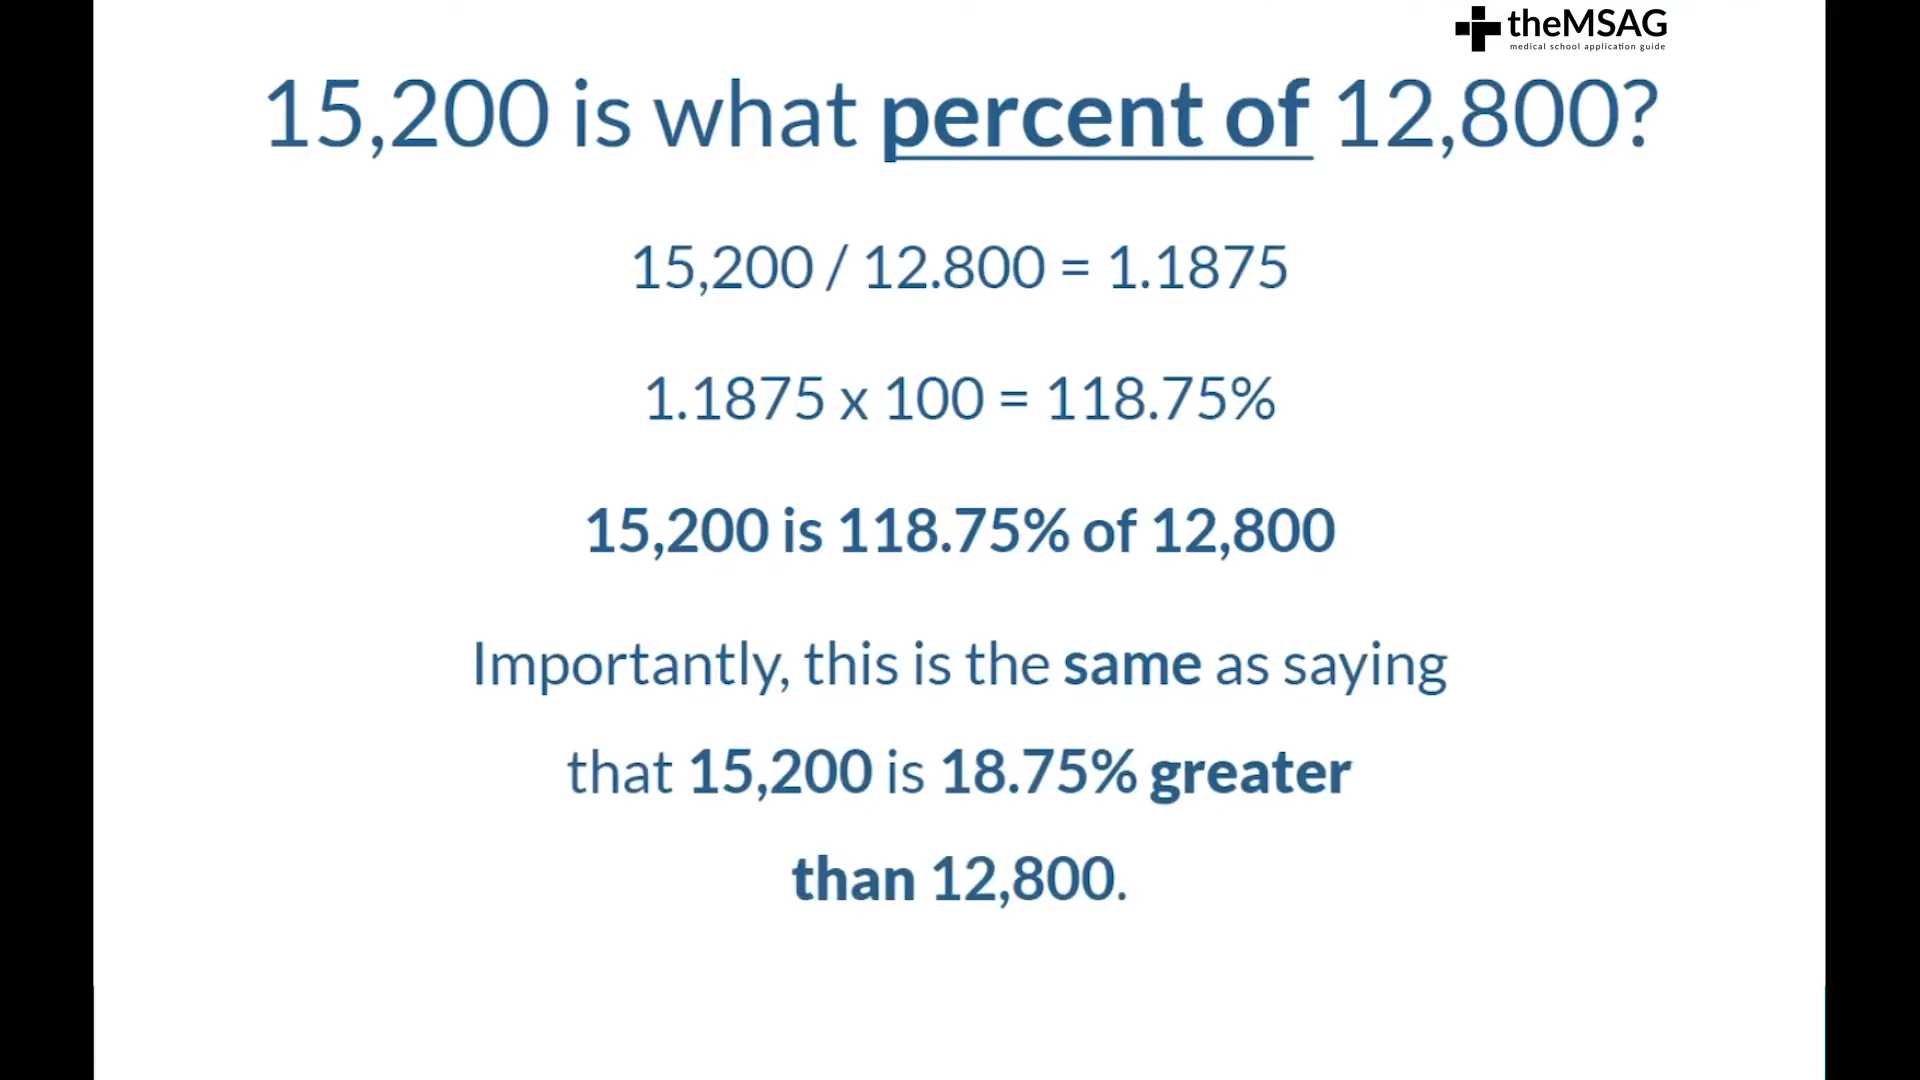 theMSAG
medical school application guide
15,200 is what percent of 12,800?
15,200 / 12.800 = 1.1875
1.1875 x 100 = 118.75%
15,200 is 118.75% of 12,800
Importantly, this is the same as saying
that 15,200 is 18.75% greater
than 12,800.